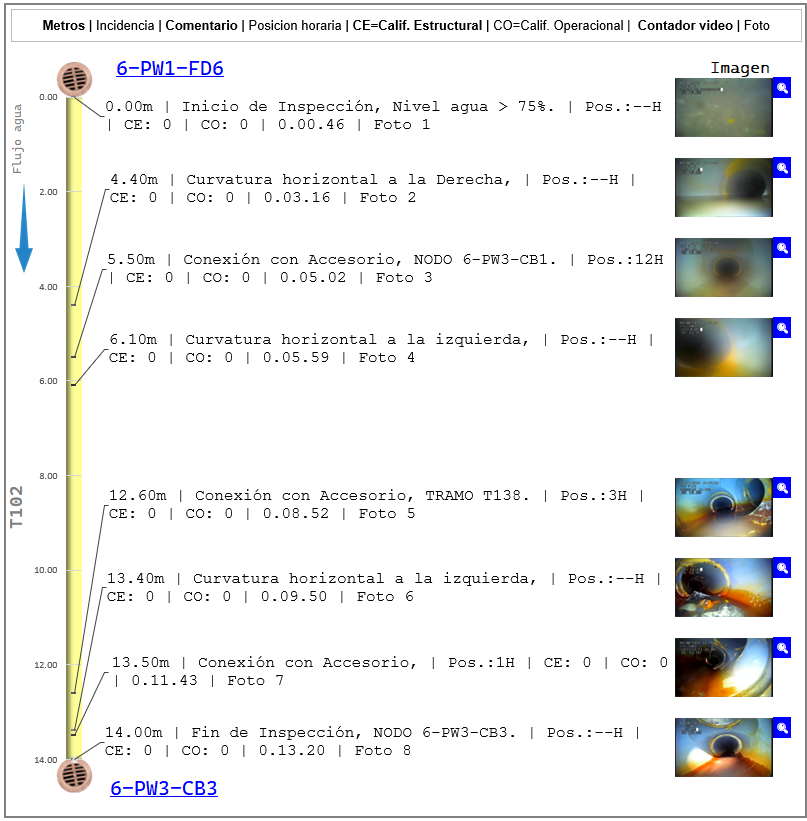 Metros | Incidencia | Comentario | Posicion horaria | CE=Calif. Estructural | CO=Calif. Operacional | Contador video | Foto
6-PW1-FD6
Imagen
0.00
0.00m | Inicio de Inspección, Nivel agua > 75%. | Pos.:--H
| CE: 0 | CO: 0 | 0.00.46 | Foto 1
Flujo agua
4.40m | Curvatura horizontal a la Derecha, | Pos.:--H |
CE: 0 | CO: 0 | 0.03.16 | Foto 2
2.00
5.50m | Conexión con Accesorio, NODO 6-PW3-CB1. | Pos.:12H
| CE: 0 | CO: 0 | 0.05.02 | Foto 3
4.00
6.10m | Curvatura horizontal a la izquierda, | Pos.:--H |
CE: 0 | CO: 0 | 0.05.59 | Foto 4
6.00
8.00
T102
12.60m | Conexión con Accesorio, TRAMO T138. | Pos.:3H |
CE: 0 | CO: 0 | 0.08.52 | Foto 5
10.00
13.40m | Curvatura horizontal a la izquierda, | Pos.:--H |
CE: 0 | CO: 0 | 0.09.50 | Foto 6
12.00
13.50m | Conexión con Accesorio, | Pos.:1H | CE: 0 | CO: 0
| 0.11.43 | Foto 7
14.00m | Fin de Inspección, NODO 6-PW3-CB3. | Pos.:--H |
CE: 0 | CO: 0 | 0.13.20 | Foto 8
14.00
6-PW3-CB3